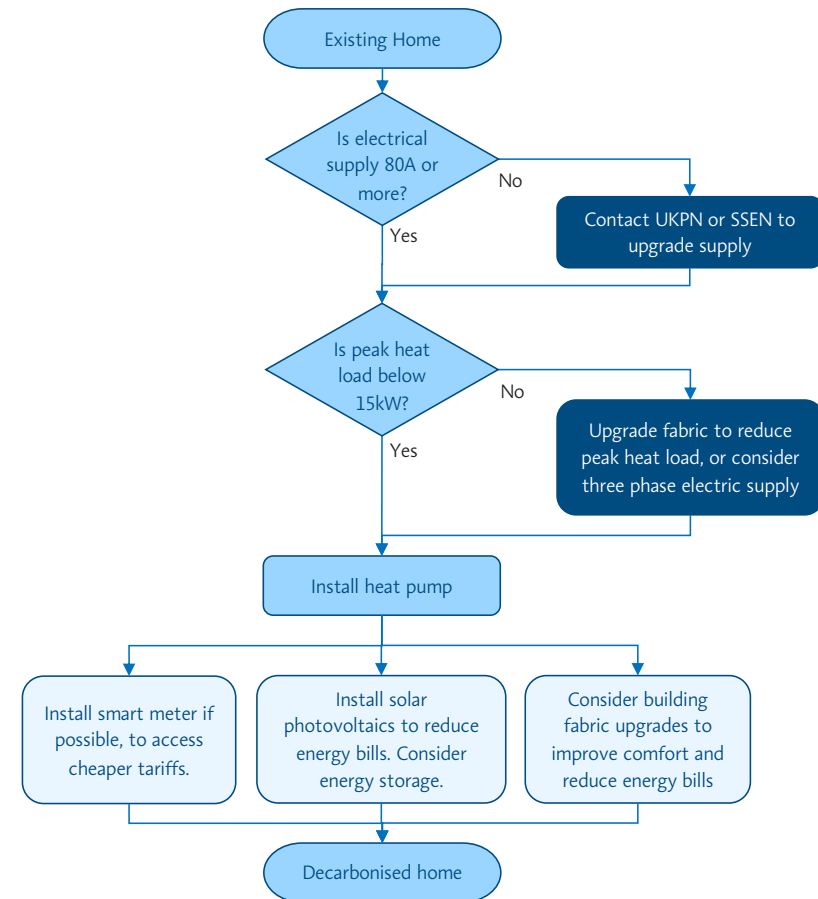 Existing Home
Is electrical
supply 80A or
more?
No
Contact UKPN or SSEN to
upgrade supply
Yes
Is peak heat
load below
15kW?
No
Upgrade fabric to reduce
peak heat load, or consider
three phase electric supply
Yes
Install heat pump
Install smart meter if
possible, to access
cheaper tariffs.
Install solar
photovoltaics to reduce
energy bills. Consider
energy storage.
Consider building
fabric upgrades to
improve comfort and
reduce energy bills
Decarbonised home